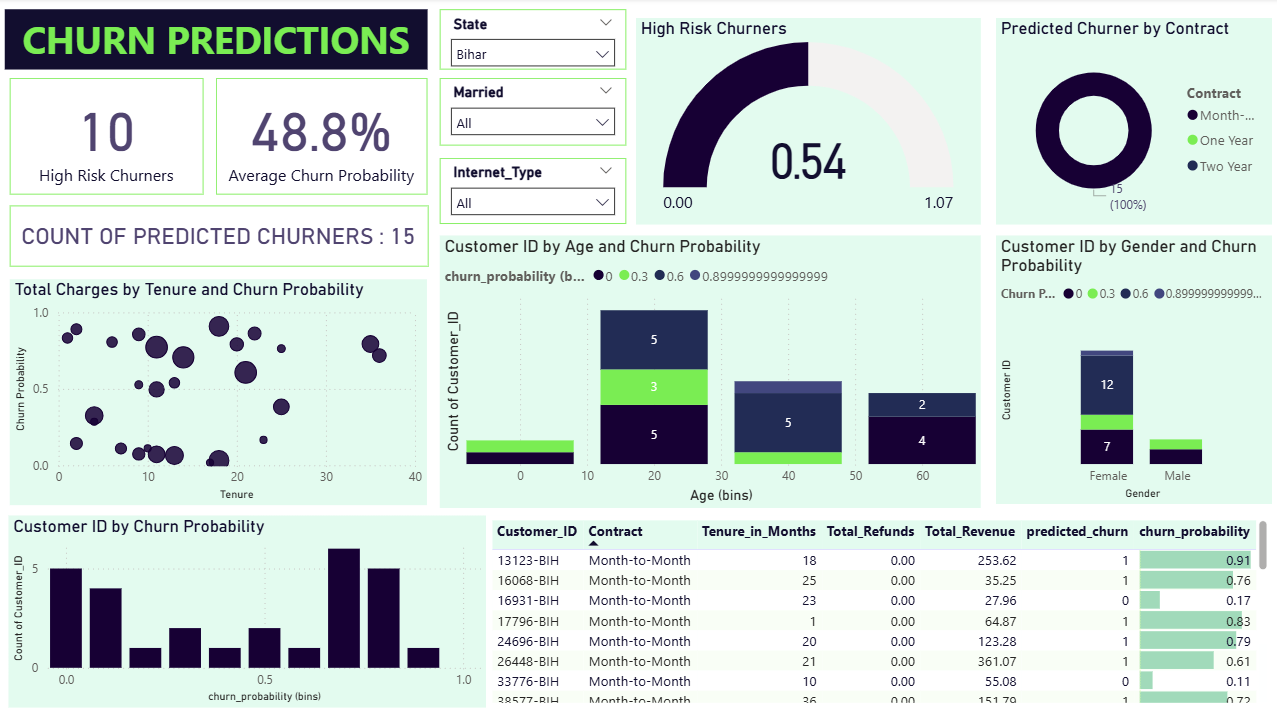 CHURN PREDICTIONS
10
High Risk Churners
48.8%
Average Churn Probability
COUNT OF PREDICTED CHURNERS : 15
State
Bihar
Married
All
Internet_Type
All
High Risk Churners
0.54
0.00 1.07
Predicted Churner by Contract
Contract
Month-...
One Year
Two Year
15
(100%)
Total Charges by Tenure and Churn Probability
Churn Probability
1.0
0.5
0.0
0 10 20 30 40
Tenure
Customer ID by Age and Churn Probability
churn_probability (b... 0 0.3 0.6 0.8999999999999999
Count of Customer_ID
5
3
5
5
2
4
0 10 20 30 40 50 60
Age (bins)
Customer ID by Gender and Churn
Probability
Churn P... 0 0.3 0.6 0.899999999999...
Customer ID
12
7
Female Male
Gender
Customer ID by Churn Probability
Count of Customer_ID
5
0
0.0 0.5 1.0
churn_probability (bins)
Customer_ID Contract Tenure_in_Months Total_Refunds Total_Revenue predicted_churn churn_probability
13123-BIH Month-to-Month 18 0.00 253.62 1 0.91
16068-BIH Month-to-Month 25 0.00 35.25 1 0.76
16931-BIH Month-to-Month 23 0.00 27.96 0 0.17
17796-BIH Month-to-Month 1 0.00 64.87 1 0.83
24696-BIH Month-to-Month 20 0.00 123.28 1 0.79
26448-BIH Month-to-Month 21 0.00 361.07 1 0.61
33776-BIH Month-to-Month 10 0.00 55.08 0 0.11
38577-BIH Month-to-Month 36 0.00 151.79 1 0.72